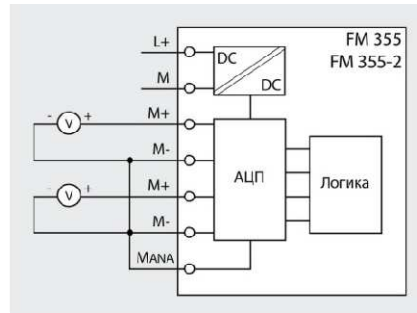 FM 355
FM 355-2
L+
DC
DC
M
M+
- V +
M-
M+
- V +
M-
MANA
АЦП
Логика